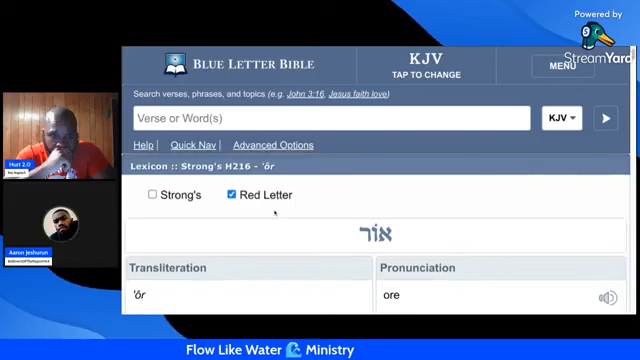 Powered by
StreamYard
BLUE LETTER BIBLE
KJV
TAP TO CHANGE
MENU
Search verses, phrases, and topics (e.g. John 3:16, Jesus faith love)
Verse or Word(s)
KJV
Help
Quick Nav
Advanced Options
Lexicon :: Strong's H216 - 'ôr
Strong's
Red Letter
אוֹר
Transliteration
Pronunciation
'ôr
ore
Hurt 2.0
Aaron Jeshurun
Flow Like Water 🌊 Ministry